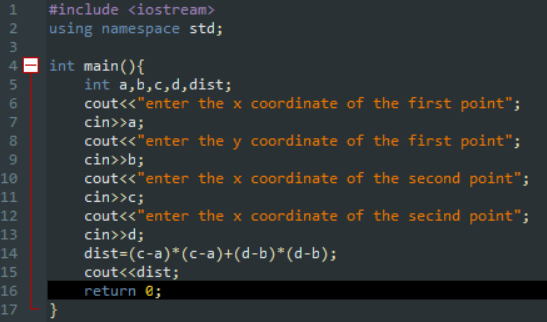 1 #include <iostream>
2 using namespace std;
3
4 int main(){
5 int a,b,c,d,dist;
6 cout<<"enter the x coordinate of the first point";
7 cin>>a;
8 cout<<"enter the y coordinate of the first point";
9 cin>>b;
10 cout<<"enter the x coordinate of the second point";
11 cin>>c;
12 cout<<"enter the x coordinate of the secind point";
13 cin>>d;
14 dist=(c-a)*(c-a)+(d-b)*(d-b);
15 cout<<dist;
16 return 0;
17 }